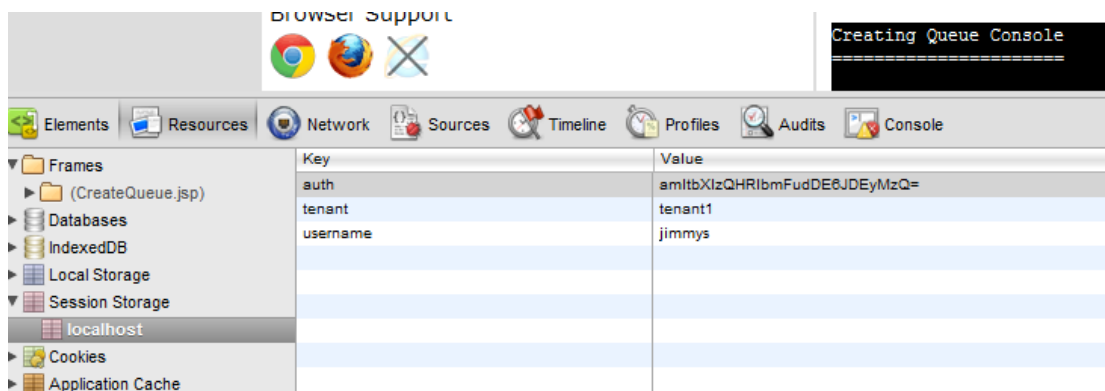 Browser Support
Creating Queue Console
======================
Elements Resources Network Sources Timeline Profiles Audits Console
Frames
Key Value
(CreateQueue.jsp)
auth amltbXlzQHRlbmFudDE6JDEyMzQ=
Databases
tenant tenant1
IndexedDB
username jimmys
Local Storage
Session Storage
localhost
Cookies
Application Cache